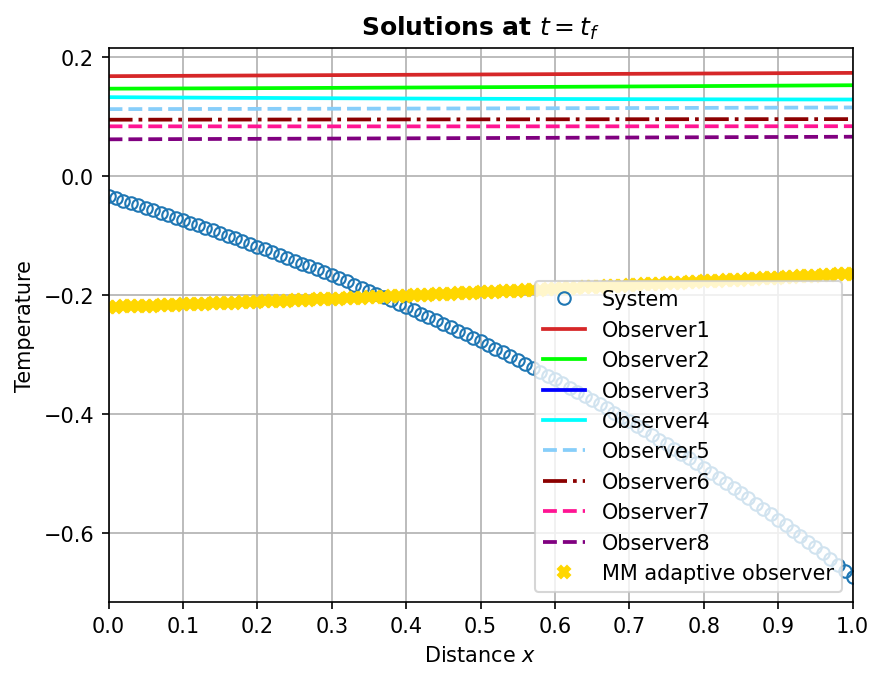 Solutions at t = t_f
0.2
0.0
−0.2
−0.4
−0.6
Temperature
System
Observer1
Observer2
Observer3
Observer4
Observer5
Observer6
Observer7
Observer8
MM adaptive observer
0.0 0.1 0.2 0.3 0.4 0.5 0.6 0.7 0.8 0.9 1.0
Distance x